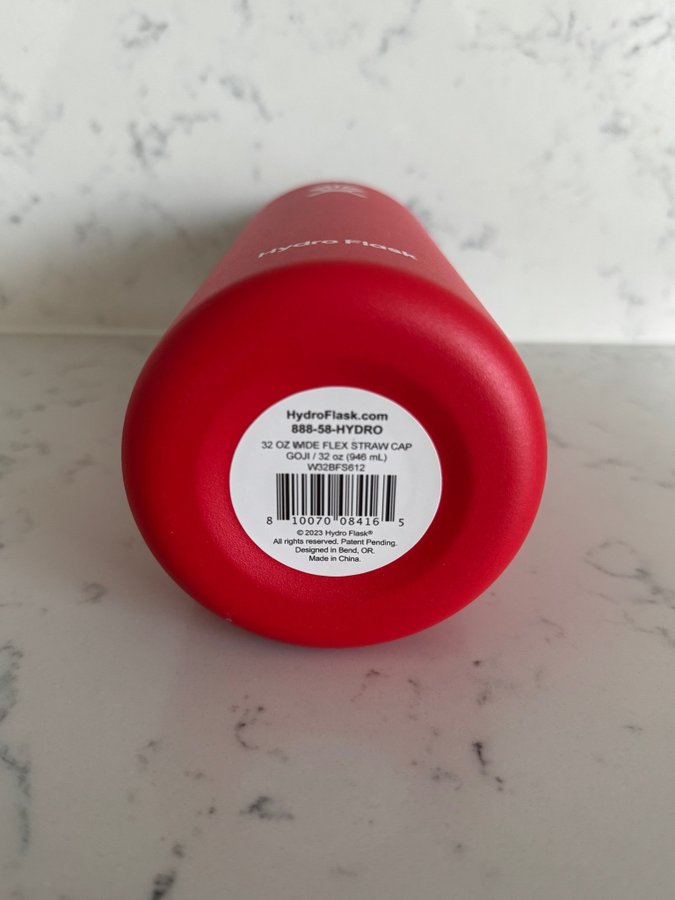 Hydro Flask
HydroFlask.com
888-58-HYDRO
32 OZ WIDE FLEX STRAW CAP
GOJI / 32 oz (946 mL)
W32BFS612
8 10070 08416 5
© 2023 Hydro Flask®
All rights reserved. Patent Pending.
Designed in Bend, OR.
Made in China.